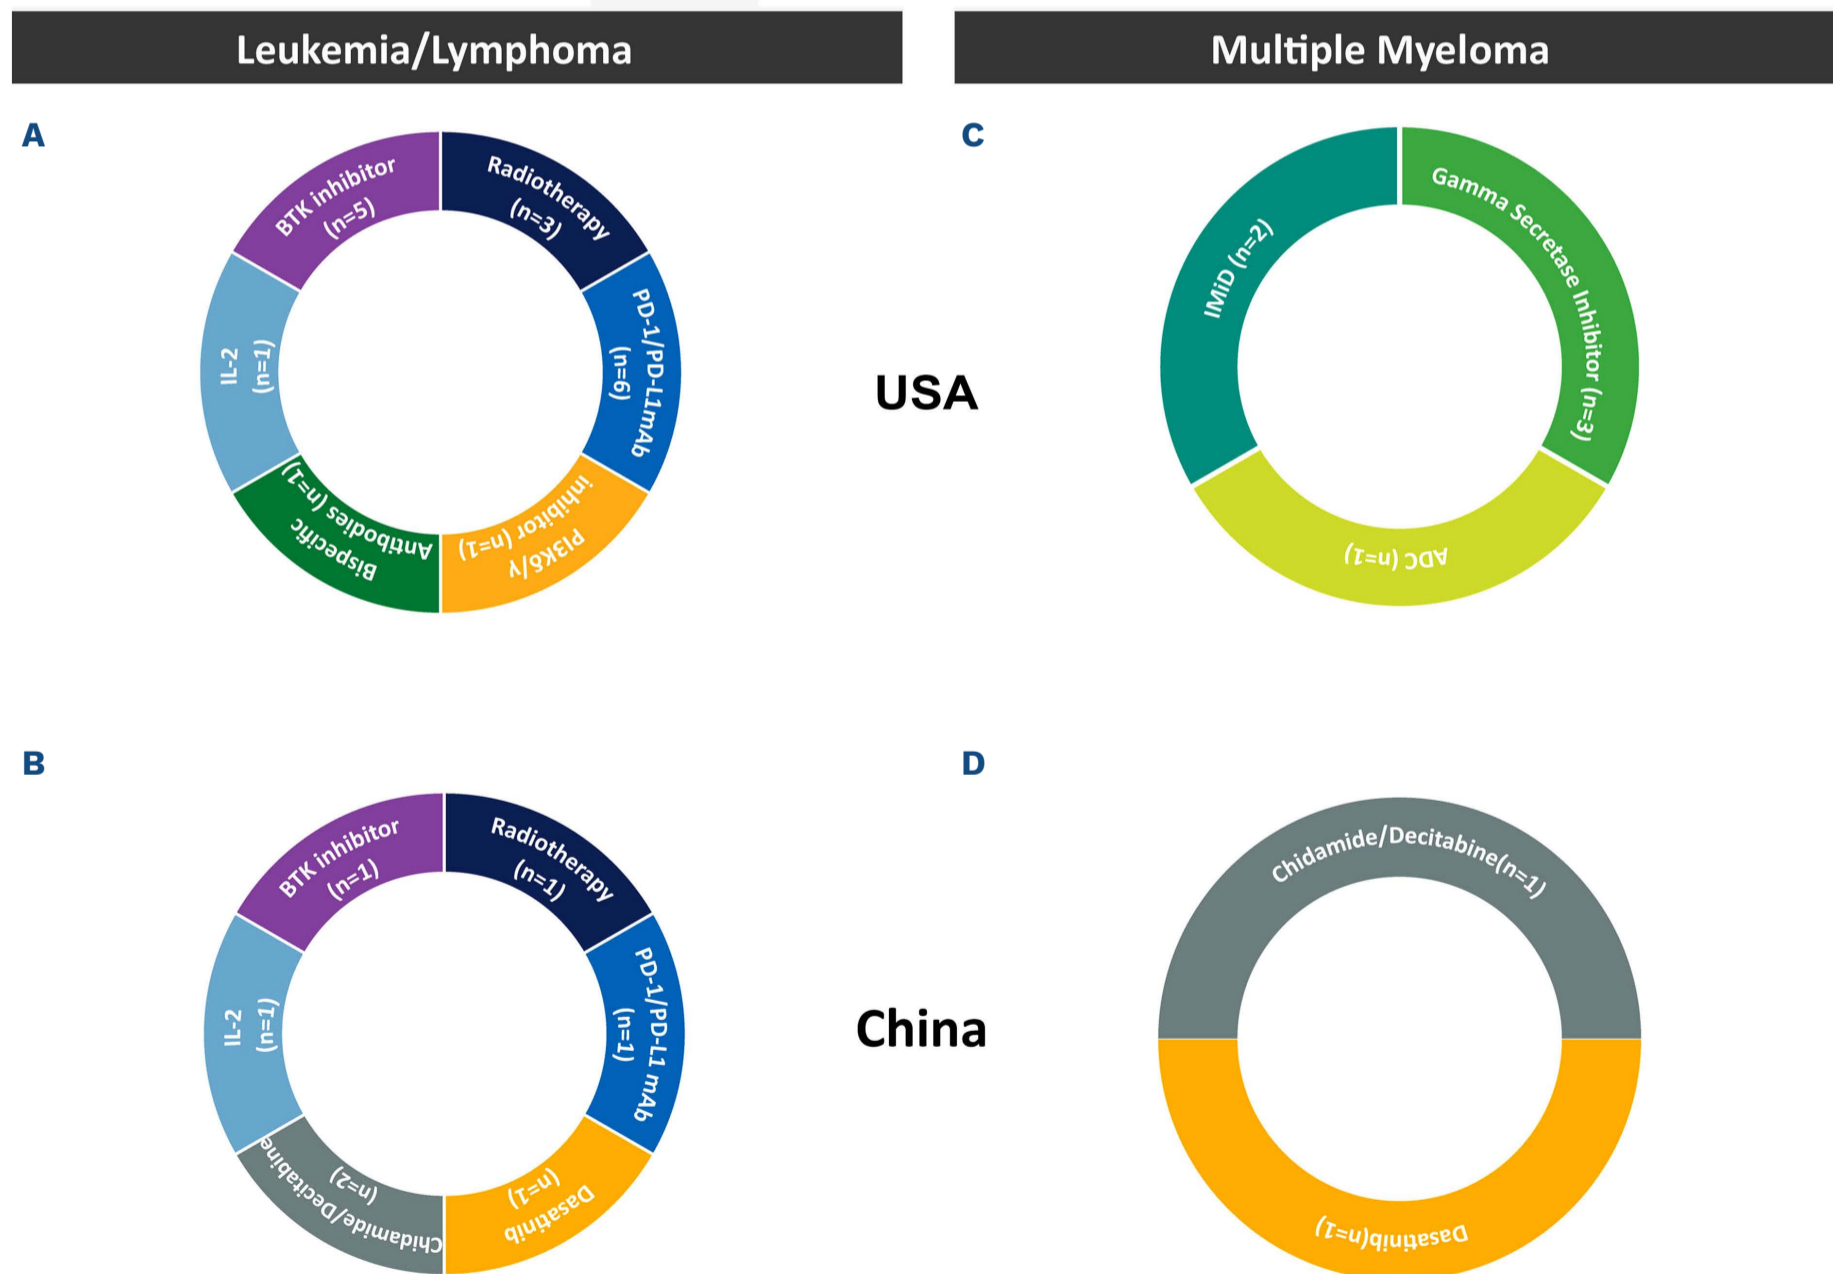 Leukemia/Lymphoma
Multiple Myeloma
A
BTK inhibitor
(n=5)
Radiotherapy
(n=3)
PD-1/PD-L1mAb
(n=6)
PI3Kδ/γ
inhibitor (n=1)
Bispecific
Antibodies (n=1)
IL-2
(n=1)
USA
C
IMiD (n=2)
Gamma Secretase Inhibitor (n=3)
ADC (n=1)
B
BTK inhibitor
(n=1)
Radiotherapy
(n=1)
PD-1/PD-L1 mAb
(n=1)
Dasatinib
(n=1)
Chidamide/Decitabine
(n=2)
IL-2
(n=1)
China
D
Chidamide/Decitabine(n=1)
Dasatinib(n=1)